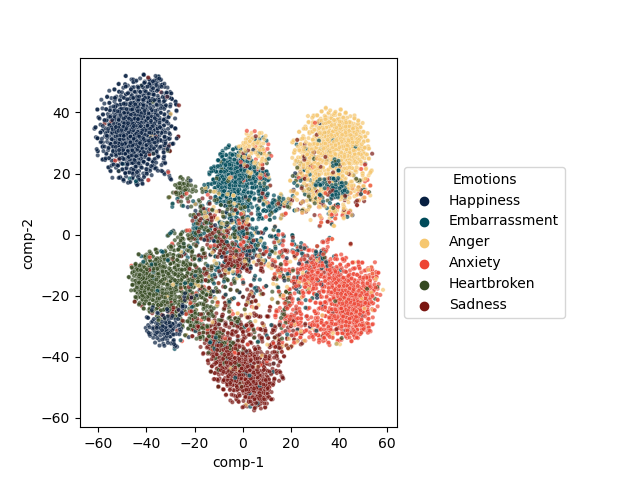 40
20
0
−20
−40
−60
comp-2
−60 −40 −20 0 20 40 60
comp-1
Emotions
Happiness
Embarrassment
Anger
Anxiety
Heartbroken
Sadness